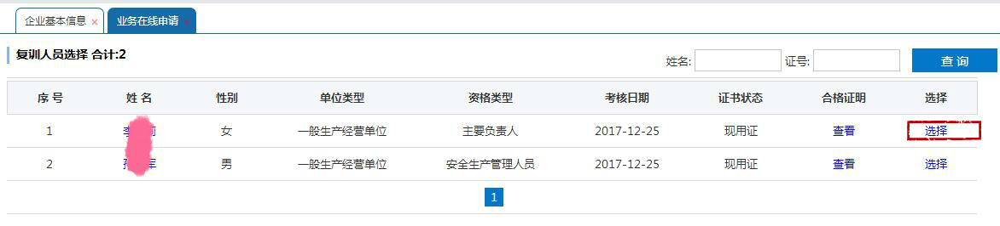 企业基本信息 × 业务在线申请 ×
复训人员选择 合计:2
姓名: 证号: 查 询
序 号 姓 名 性别 单位类型 资格类型 考核日期 证书状态 合格证明 选择
1 女 一般生产经营单位 主要负责人 2017-12-25 现用证 查看 选择
2 男 一般生产经营单位 安全生产管理人员 2017-12-25 现用证 查看 选择
1